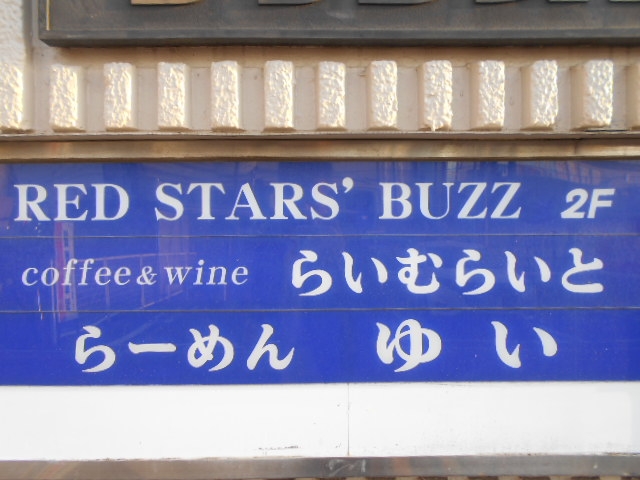 RED STARS' BUZZ 2F
coffee & wine らいむらいと
らーめん ゆい